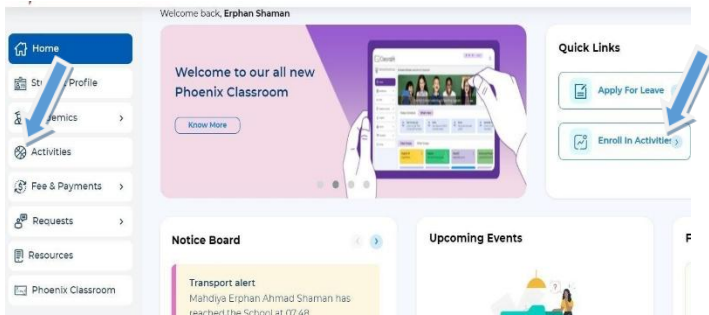 Welcome back, Erphan Shaman
Home
Profile
Activities
Fee & Payments
Requests
Resources
Phoenix Classroom
Welcome to our all new
Phoenix Classroom
Know More
Quick Links
Apply For Leave
Enroll In Activities
Notice Board
Transport alert
Mahdiya Erphan Ahmad Shaman has
reached the School at 07:48
Upcoming Events
F